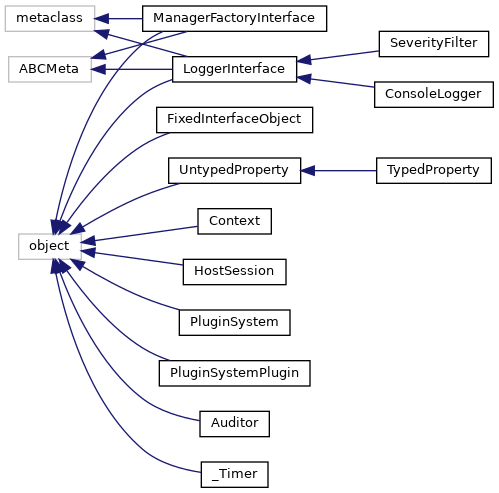 metaclass
ManagerFactoryInterface
SeverityFilter
ABCMeta
LoggerInterface
ConsoleLogger
FixedInterfaceObject
UntypedProperty
TypedProperty
Context
object
HostSession
PluginSystem
PluginSystemPlugin
Auditor
_Timer